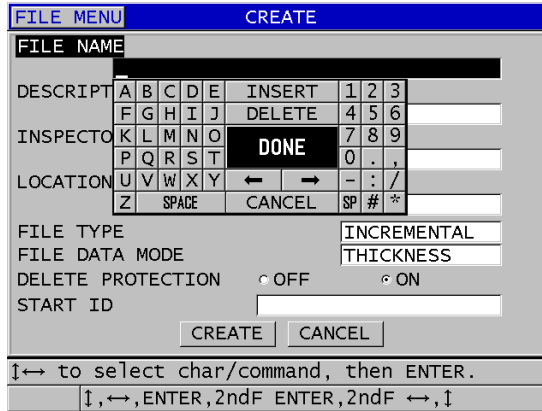 FILE MENU CREATE
FILE NAME
DESCRIPT
A B C D E INSERT 1 2 3
F G H I J DELETE 4 5 6
INSPECTO
K L M N O DONE 7 8 9
P Q R S T 0 . ,
LOCATION
U V W X Y ← → - : /
Z SPACE CANCEL SP # *
FILE TYPE INCREMENTAL
FILE DATA MODE THICKNESS
DELETE PROTECTION OFF ON
START ID
CREATE CANCEL
↕↔ to select char/command, then ENTER.
↕,↔,ENTER,2ndF ENTER,2ndF ↔,↕